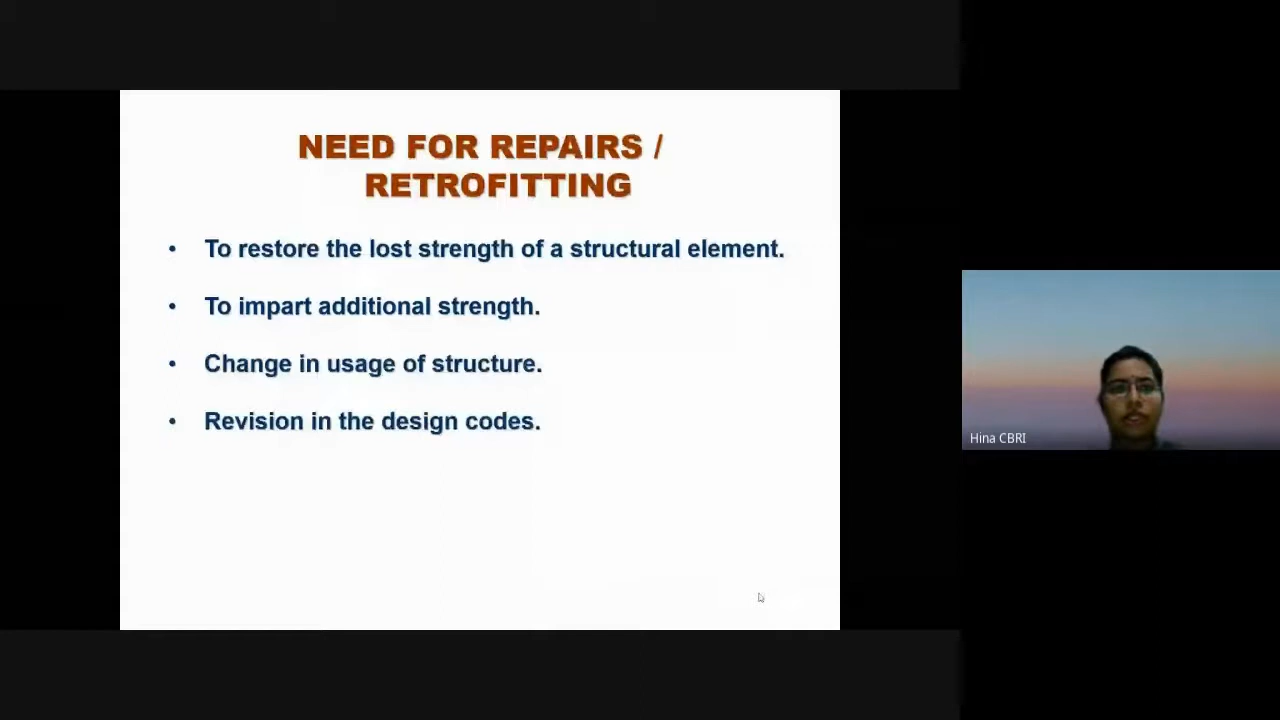 NEED FOR REPAIRS /
RETROFITTING
• To restore the lost strength of a structural element.
• To impart additional strength.
• Change in usage of structure.
• Revision in the design codes.
Hina CBRI